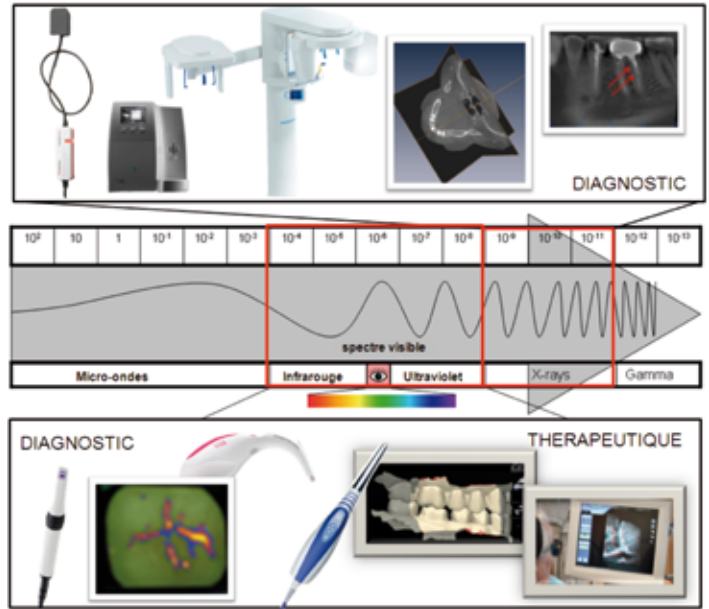 DIAGNOSTIC
10² 10 1 10⁻¹ 10⁻² 10⁻³ 10⁻⁴ 10⁻⁵ 10⁻⁶ 10⁻⁷ 10⁻⁸ 10⁻⁹ 10⁻¹⁰ 10⁻¹¹ 10⁻¹² 10⁻¹³
spectre visible
Micro-ondes Infrarouge Ultraviolet X-rays Gamma
DIAGNOSTIC THERAPEUTIQUE